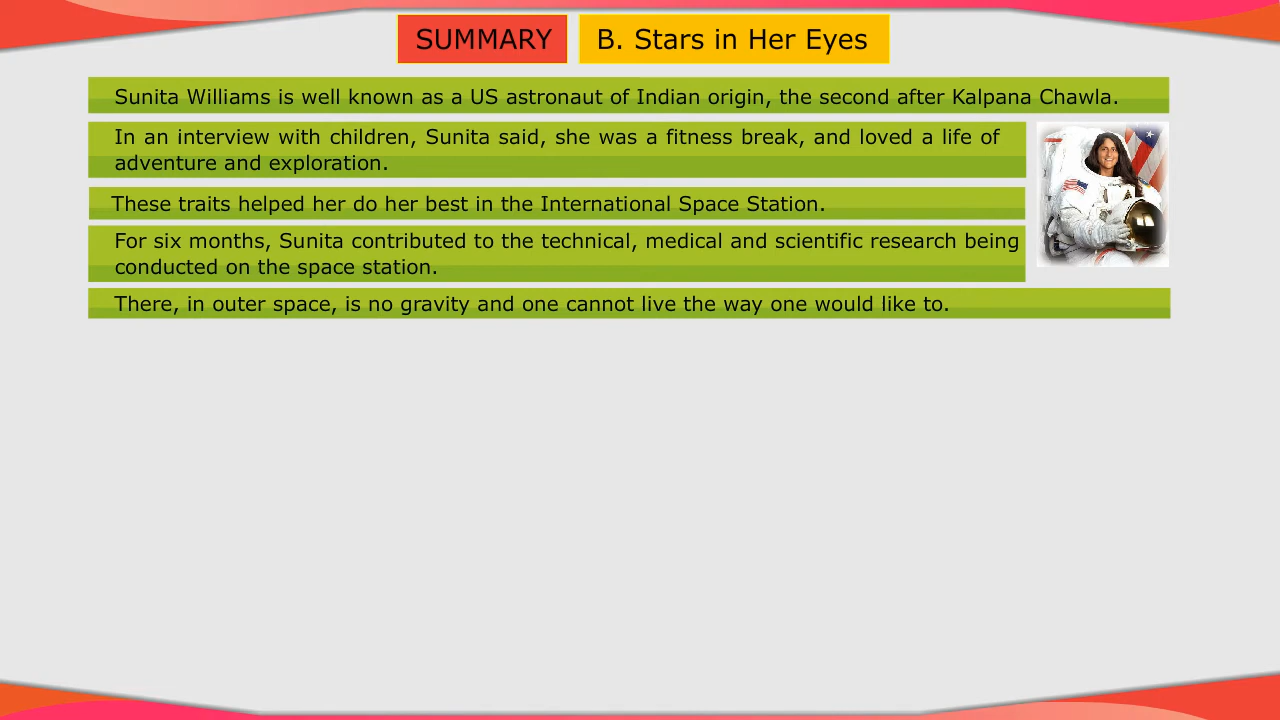 SUMMARY
B. Stars in Her Eyes
Sunita Williams is well known as a US astronaut of Indian origin, the second after Kalpana Chawla.
In an interview with children, Sunita said, she was a fitness break, and loved a life of
adventure and exploration.
These traits helped her do her best in the International Space Station.
For six months, Sunita contributed to the technical, medical and scientific research being
conducted on the space station.
There, in outer space, is no gravity and one cannot live the way one would like to.